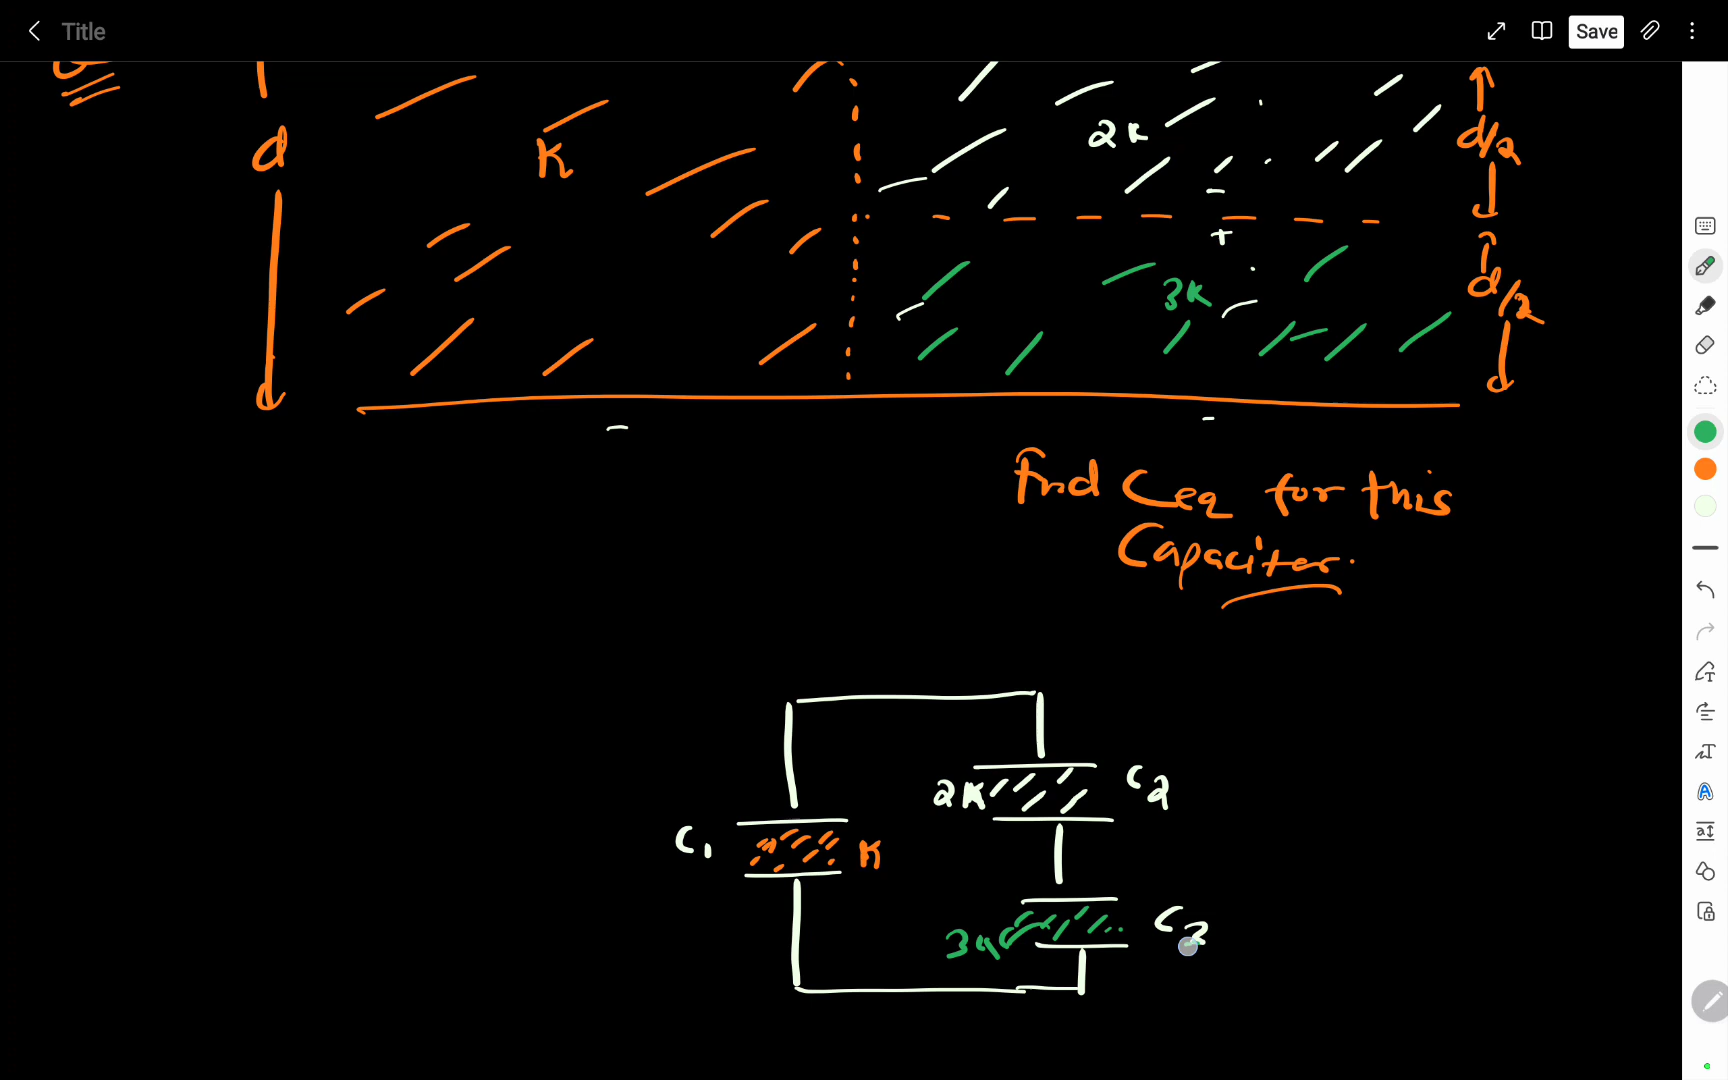 Title
Save
d
K
2K
d/2
3K
d/2
Find Ceq for this
Capacitor.
C1
K
2K
C2
3K
C3